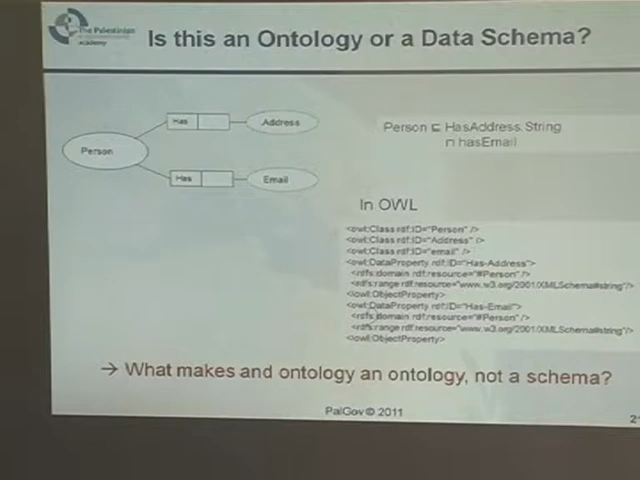 The Palestinian
academy
Is this an Ontology or a Data Schema?
Has
Address
Person
Has
Email
Person ⊑ HasAddress.String
⊓ hasEmail
In OWL
<owl:Class rdf:ID="Person" />
<owl:Class rdf:ID="Address" />
<owl:Class rdf:ID="email" />
<owl:DataProperty rdf:ID="Has-Address">
<rdfs:domain rdf:resource="#Person" />
<rdfs:range rdf:resource="www.w3.org/2001/XMLSchema#string"/>
</owl:ObjectProperty>
<owl:DataProperty rdf:ID="Has-Email">
<rdfs:domain rdf:resource="#Person" />
<rdfs:range rdf:resource="www.w3.org/2001/XMLSchema#string"/>
</owl:ObjectProperty>
→ What makes and ontology an ontology, not a schema?
PalGov © 2011